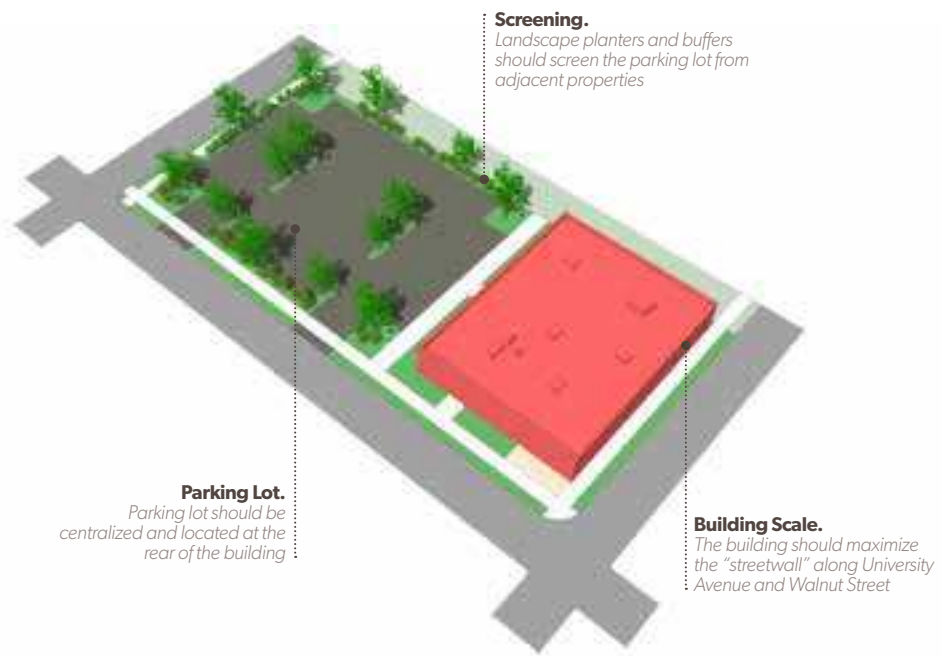 Screening.
Landscape planters and buffers
should screen the parking lot from
adjacent properties
Parking Lot.
Parking lot should be
centralized and located at the
rear of the building
Building Scale.
The building should maximize
the “streetwall” along University
Avenue and Walnut Street